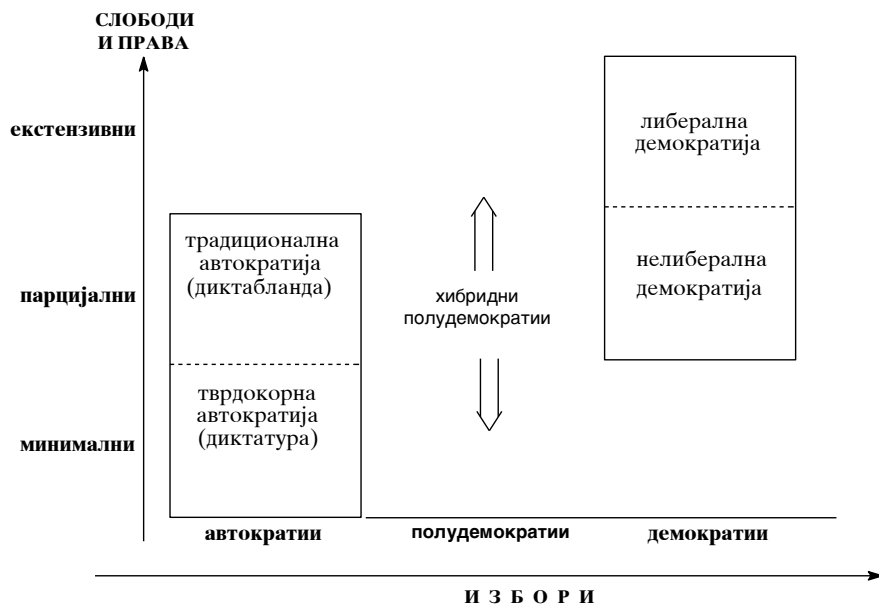 СЛОБОДИ
И ПРАВА
екстензивни
либерална
демократија
традиционална
автократија
(диктабланда)
парцијални
хибридни
полудемократии
нелиберална
демократија
тврдокорна
автократија
(диктатура)
минимални
автократии
полудемократии
демократии
И З Б О Р И